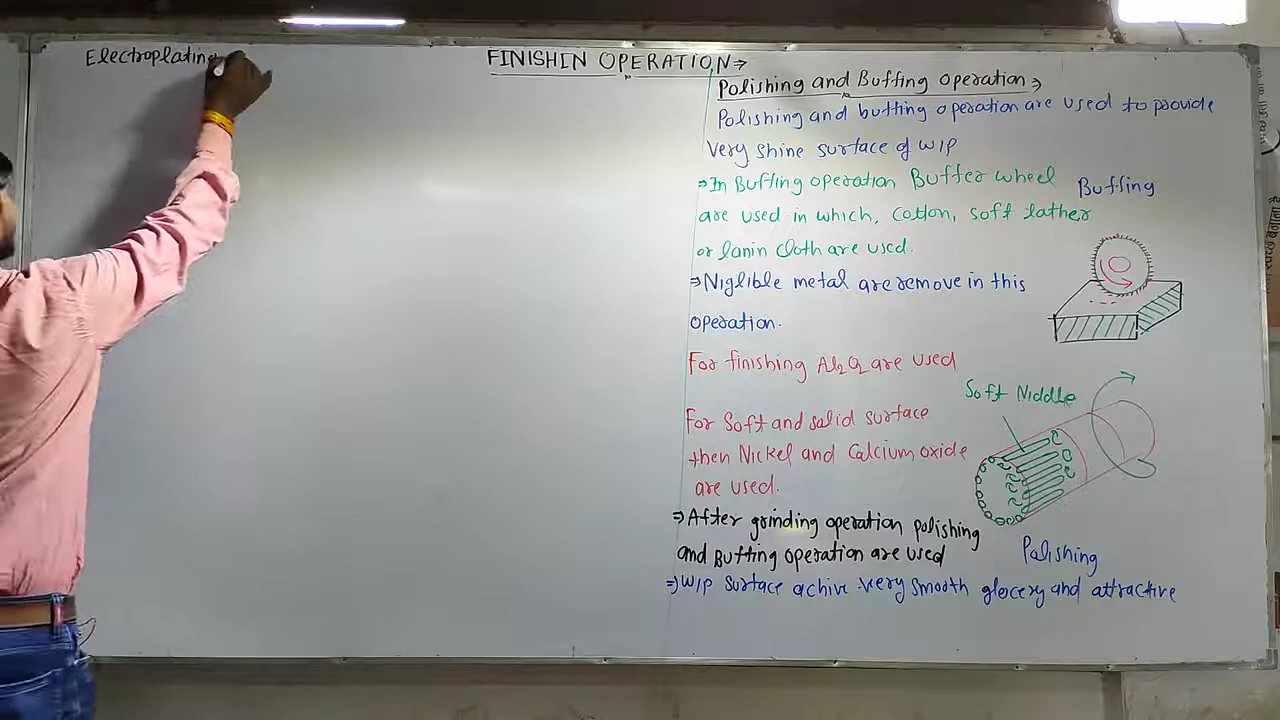 Electroplating
FINISHIN OPERATION→
Polishing and Buffing operation→
Polishing and buffing operation are used to provide
very shine surface of W/P
⇒In Buffing operation Buffer wheel
are used in which, cotton, soft lather
or lanin cloth are used.
Buffing
⇒Niglible metal are remove in this
operation.
For finishing Al₂O₂ are used
Soft Niddle
For Soft and salid surface
then Nickel and Calcium oxide
are used.
⇒After grinding operation polishing
and Buffing operation are used
Palishing
⇒W/P surface achive very smooth glocery and attractive